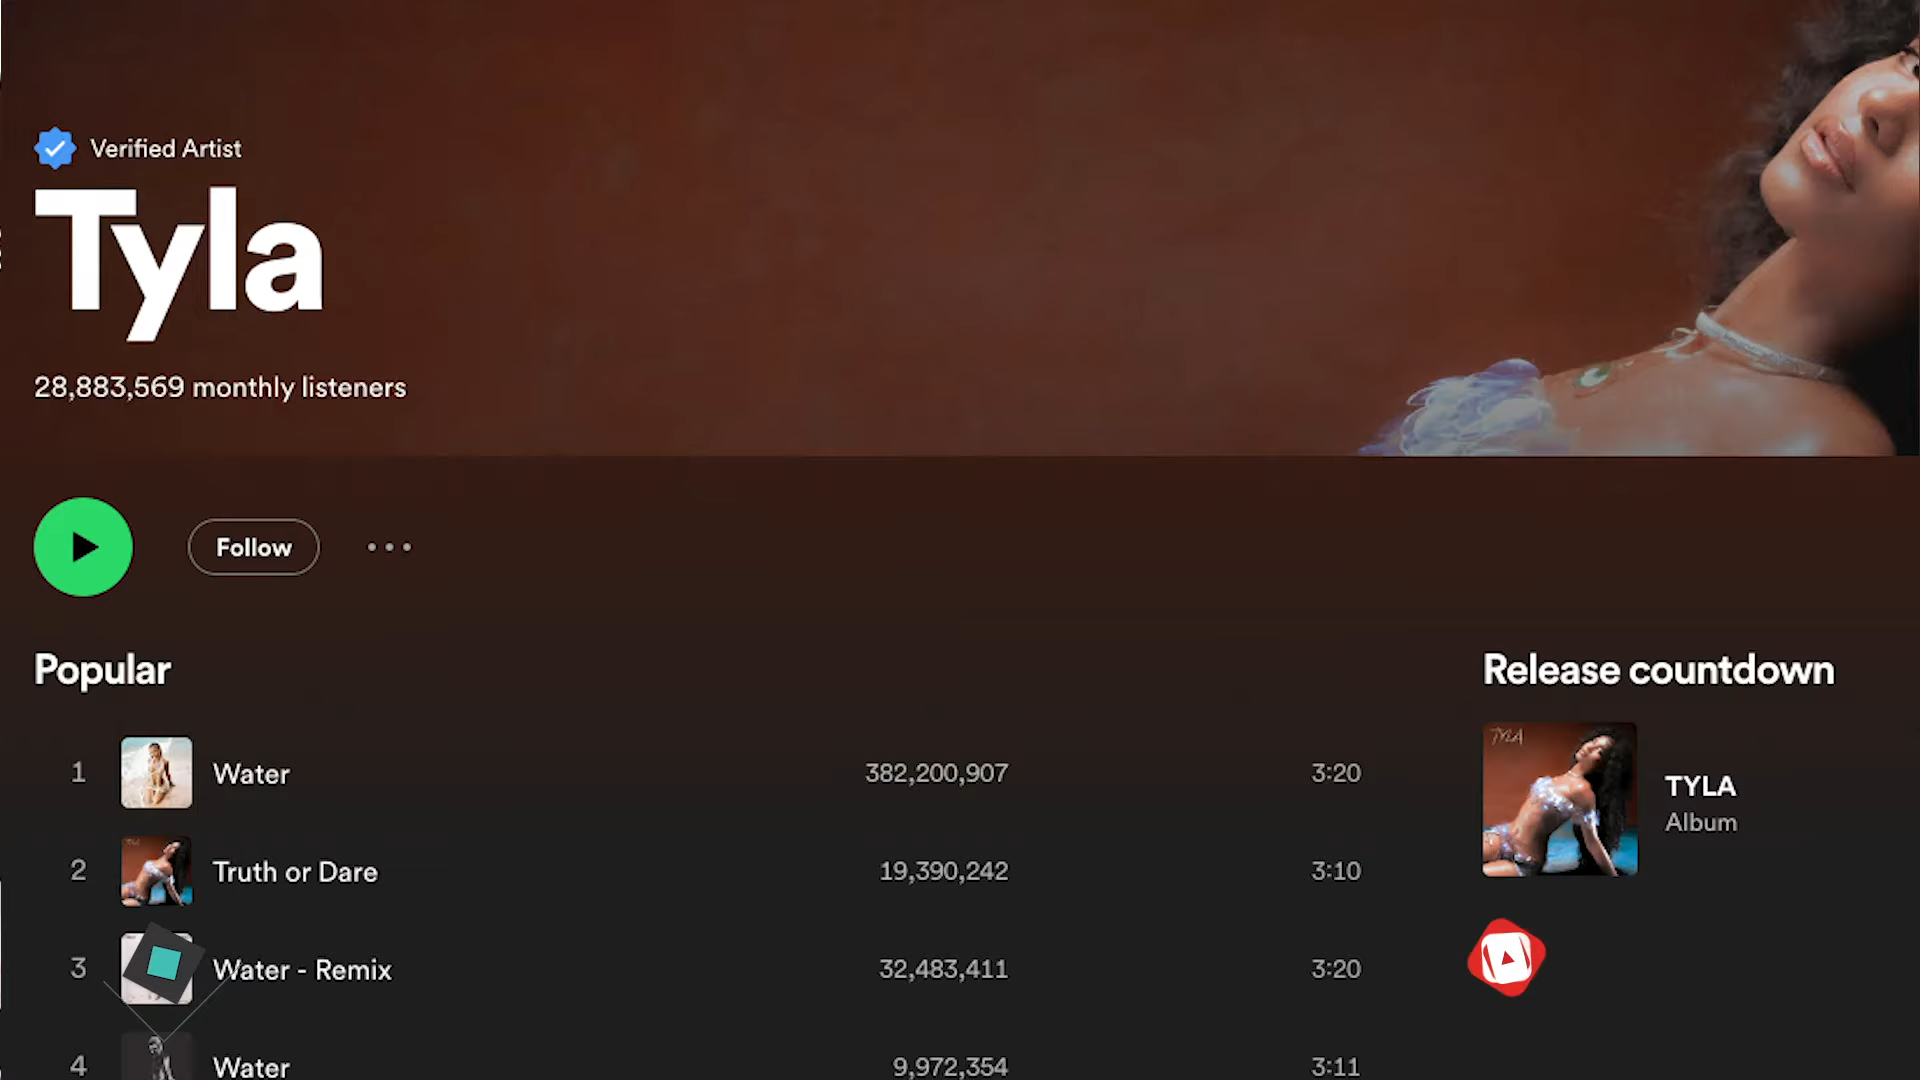 Verified Artist
Tyla
28,883,569 monthly listeners
Follow
Popular
1 Water 382,200,907 3:20
2 Truth or Dare 19,390,242 3:10
3 Water - Remix 32,483,411 3:20
4 Water 9,972,354 3:11
Release countdown
TYLA
TYLA
Album